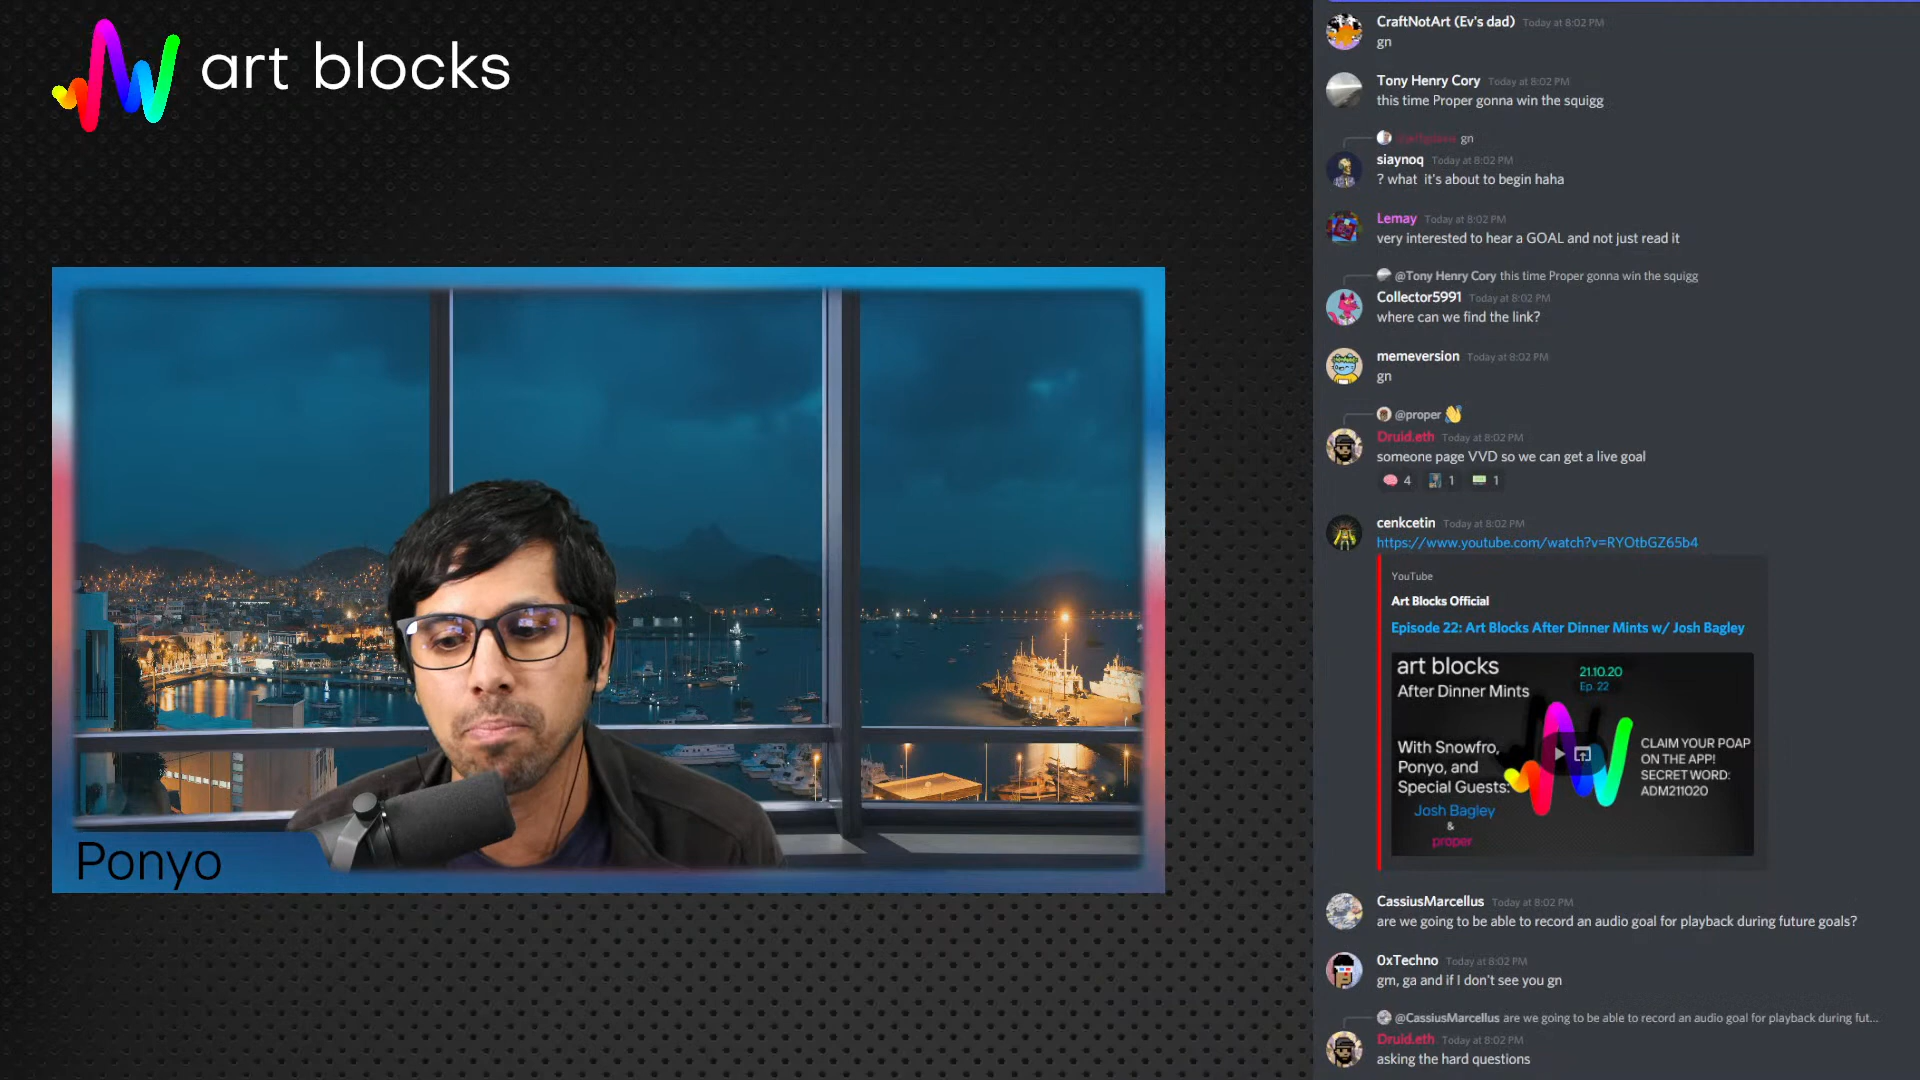 art blocks
Ponyo
CraftNotArt (Ev's dad) Today at 8:02 PM
gn
Tony Henry Cory Today at 8:02 PM
this time Proper gonna win the squigg
gn
siaynoq Today at 8:02 PM
? what it's about to begin haha
Lemay Today at 8:02 PM
very interested to hear a GOAL and not just read it
@Tony Henry Cory this time Proper gonna win the squigg
Collector5991 Today at 8:02 PM
where can we find the link?
memeversion Today at 8:02 PM
gn
@proper 👋
Druid.eth Today at 8:02 PM
someone page VVD so we can get a live goal
4 1 1
cenkcetin Today at 8:02 PM
https://www.youtube.com/watch?v=RYOtbGZ65b4
YouTube
Art Blocks Official
Episode 22: Art Blocks After Dinner Mints w/ Josh Bagley
art blocks
After Dinner Mints
21.10.20
Ep. 22
With Snowfro,
Ponyo, and
Special Guests:
Josh Bagley
&
proper
CLAIM YOUR POAP
ON THE APP!
SECRET WORD:
ADM211020
CassiusMarcellus Today at 8:02 PM
are we going to be able to record an audio goal for playback during future goals?
0xTechno Today at 8:02 PM
gm, ga and if I don't see you gn
@CassiusMarcellus are we going to be able to record an audio goal for playback during fut...
Druid.eth Today at 8:02 PM
asking the hard questions